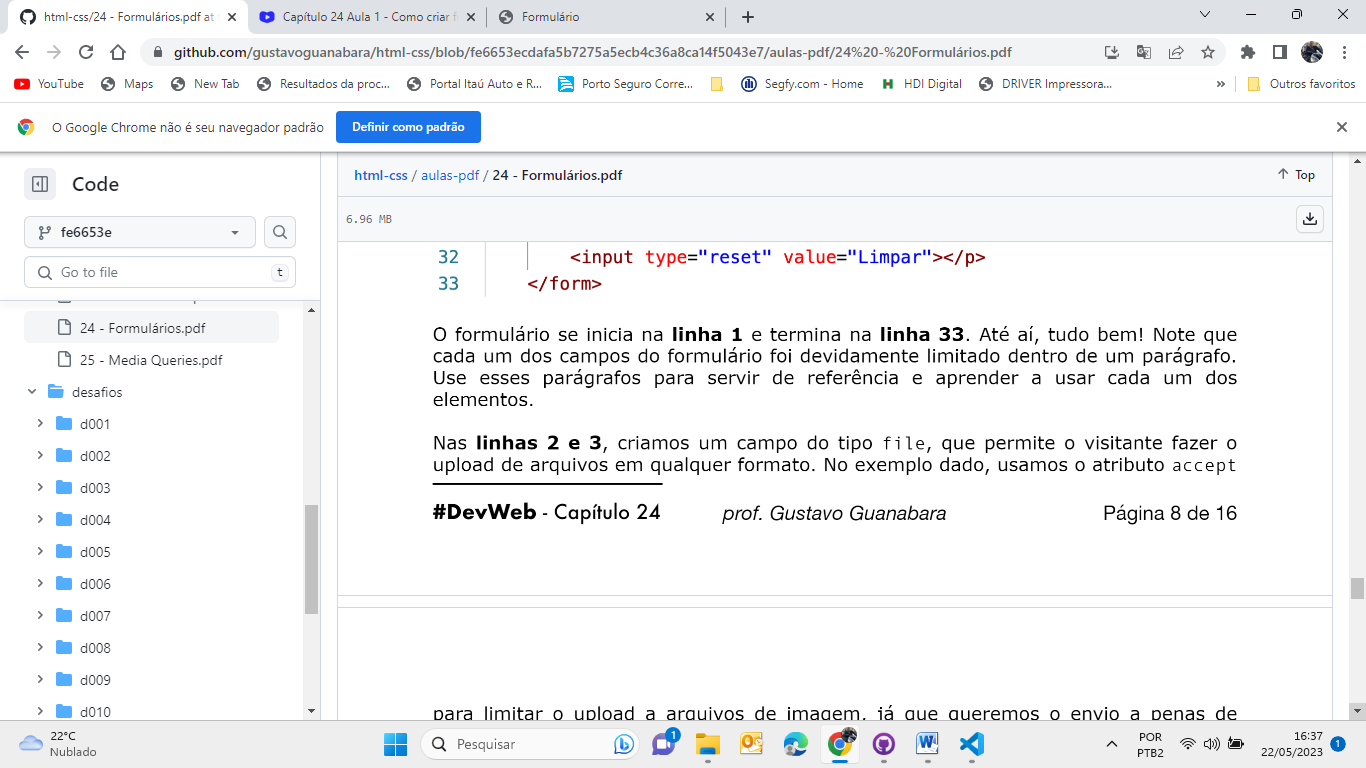 html-css/24 - Formulários.pdf at f
Capítulo 24 Aula 1 - Como criar f
Formulário
github.com/gustavoguanabara/html-css/blob/fe6653ecdafa5b7275a5ecb4c36a8ca14f5043e7/aulas-pdf/24%20-%20Formulários.pdf
YouTube
Maps
New Tab
Resultados da proc...
Portal Itaú Auto e R...
Porto Seguro Corre...
Segfy.com - Home
HDI Digital
DRIVER Impressora...
»
Outros favoritos
O Google Chrome não é seu navegador padrão
Definir como padrão
Code
fe6653e
Go to file
t
24 - Formulários.pdf
25 - Media Queries.pdf
desafios
d001
d002
d003
d004
d005
d006
d007
d008
d009
d010
html-css / aulas-pdf / 24 - Formulários.pdf
Top
6.96 MB
32 <input type="reset" value="Limpar"></p>
33 </form>
O formulário se inicia na linha 1 e termina na linha 33. Até aí, tudo bem! Note que
cada um dos campos do formulário foi devidamente limitado dentro de um parágrafo.
Use esses parágrafos para servir de referência e aprender a usar cada um dos
elementos.
Nas linhas 2 e 3, criamos um campo do tipo file, que permite o visitante fazer o
upload de arquivos em qualquer formato. No exemplo dado, usamos o atributo accept
#DevWeb - Capítulo 24
prof. Gustavo Guanabara
Página 8 de 16
para limitar o upload a arquivos de imagem, já que queremos o envio a penas de
22°C
Nublado
Pesquisar
1
POR
PTB2
16:37
22/05/2023
1